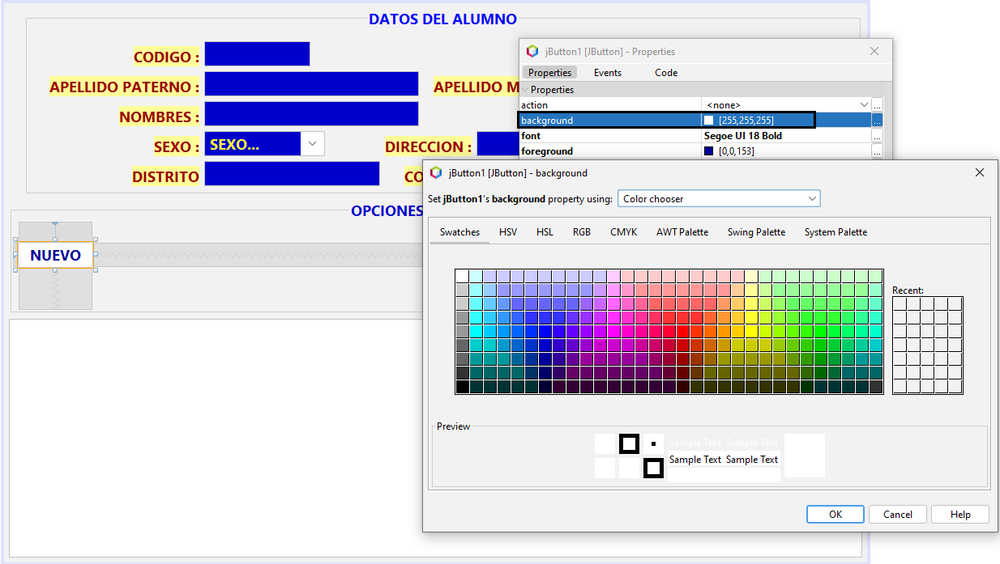 DATOS DEL ALUMNO
CODIGO :
APELLIDO PATERNO :
APELLIDO M
NOMBRES :
SEXO :
SEXO...
DIRECCION :
DISTRITO
CO
OPCIONES
NUEVO
jButton1 [JButton] - Properties
Properties Events Code
Properties
action <none> ...
background [255,255,255] ...
font Segoe UI 18 Bold ...
foreground [0,0,153] ...
jButton1 [JButton] - background
Set jButton1's background property using: Color chooser
Swatches HSV HSL RGB CMYK AWT Palette Swing Palette System Palette
Recent:
Preview
Sample Text Sample Text
Sample Text Sample Text
OK Cancel Help